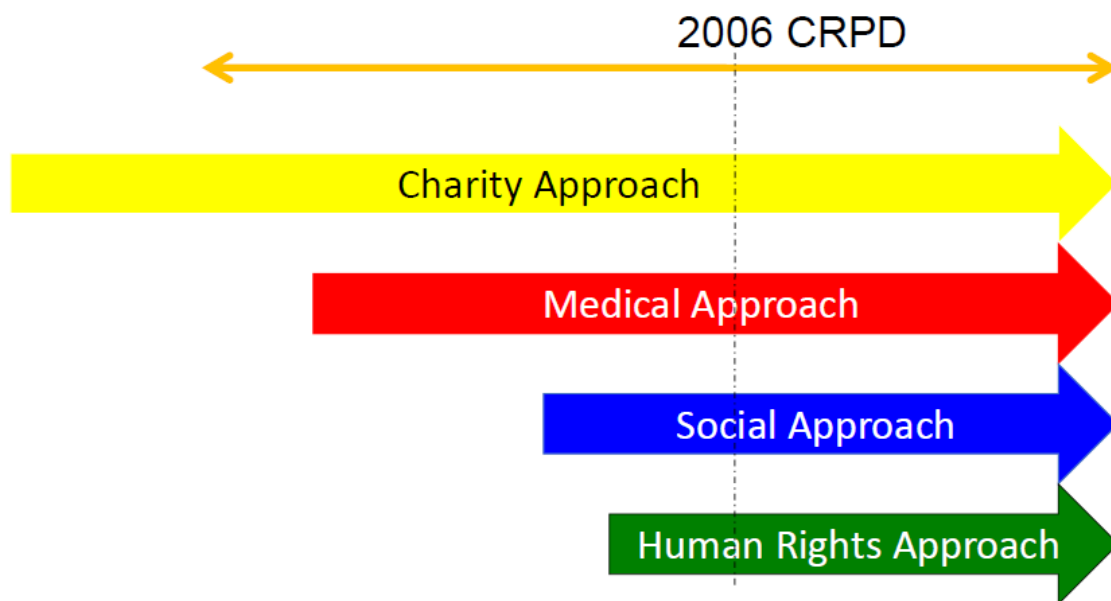 2006 CRPD
Charity Approach
Medical Approach
Social Approach
Human Rights Approach